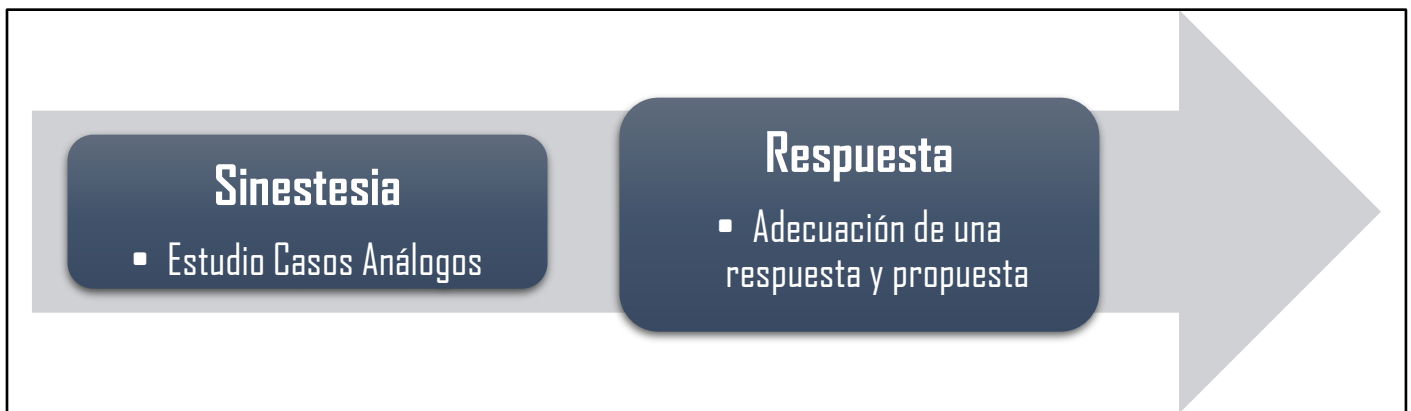 Sinestesia
▪ Estudio Casos Análogos
Respuesta
▪ Adecuación de una
respuesta y propuesta